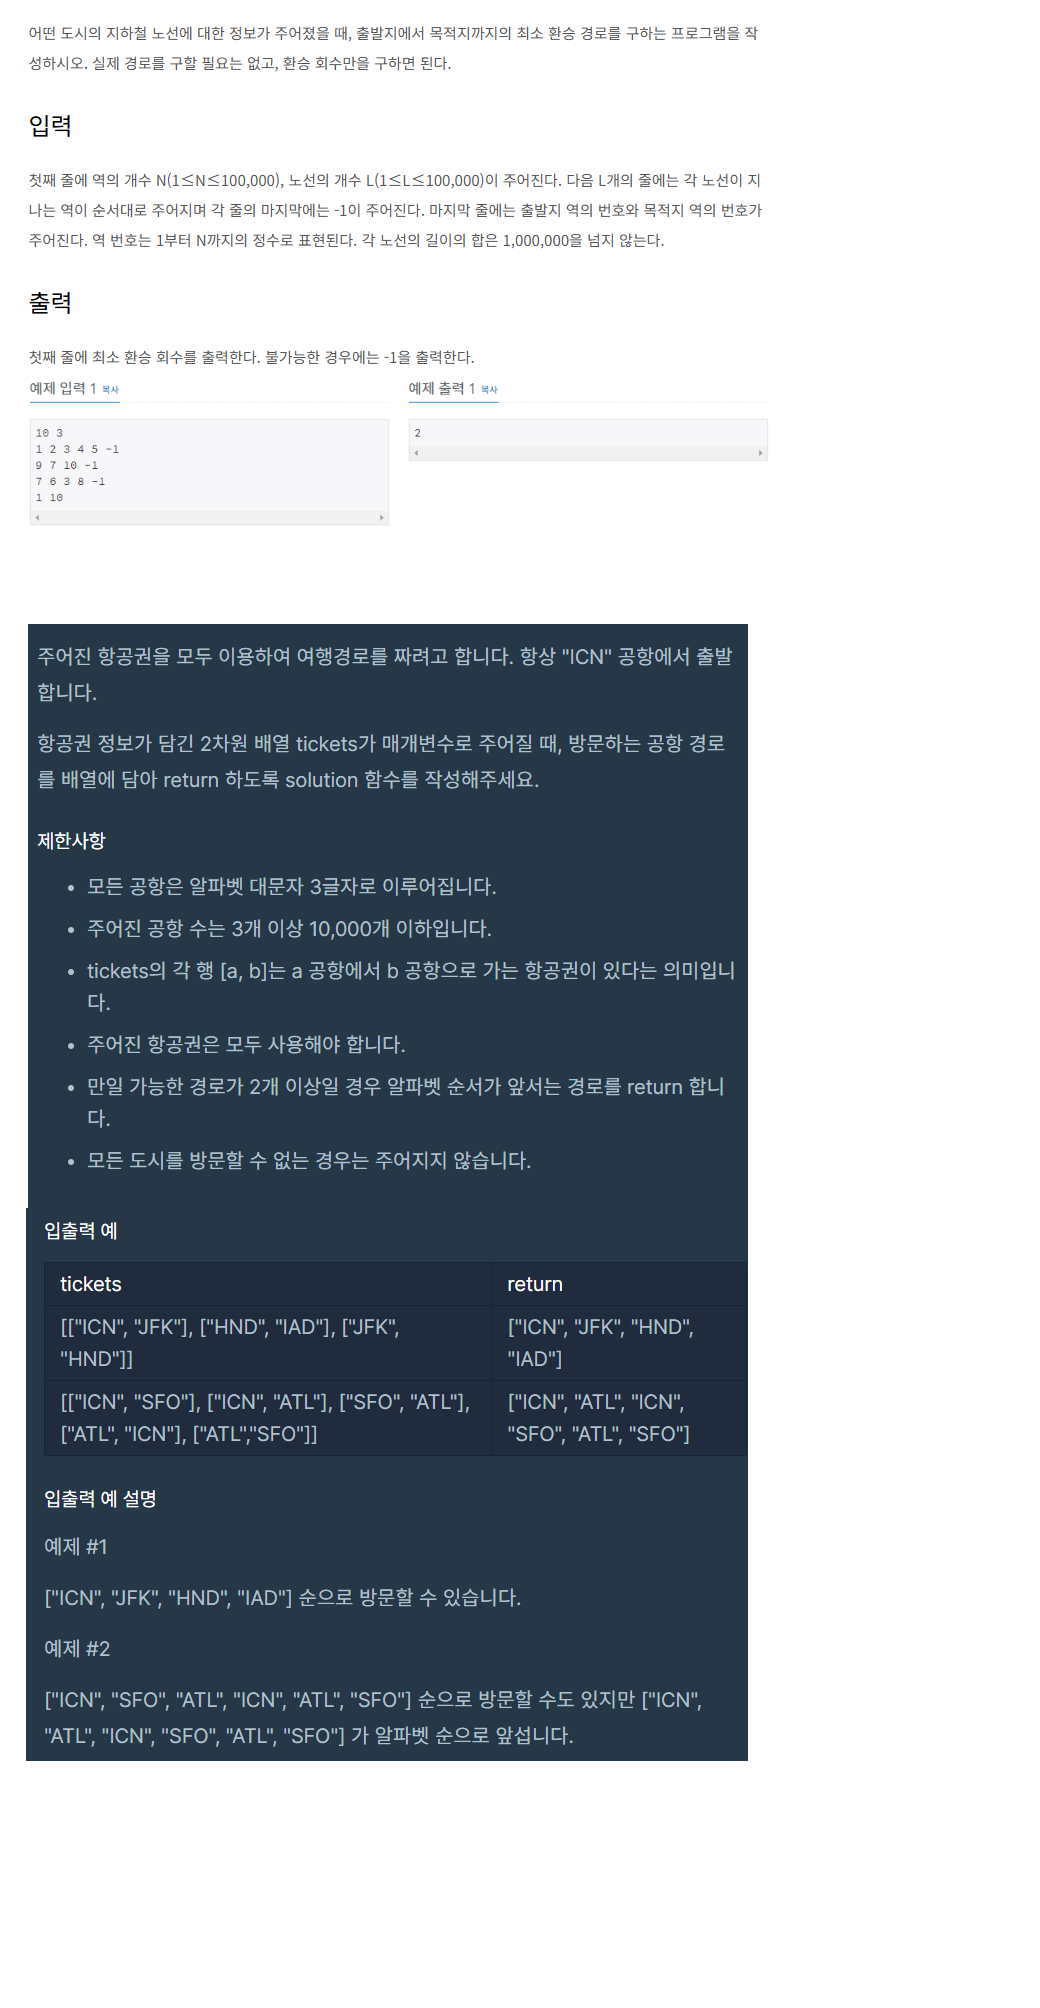 어떤 도시의 지하철 노선에 대한 정보가 주어졌을 때, 출발지에서 목적지까지의 최소 환승 경로를 구하는 프로그램을 작
성하시오. 실제 경로를 구할 필요는 없고, 환승 회수만을 구하면 된다.
입력
첫째 줄에 역의 개수 N(1≤N≤100,000), 노선의 개수 L(1≤L≤100,000)이 주어진다. 다음 L개의 줄에는 각 노선이 지
나는 역이 순서대로 주어지며 각 줄의 마지막에는 -1이 주어진다. 마지막 줄에는 출발지 역의 번호와 목적지 역의 번호가
주어진다. 역 번호는 1부터 N까지의 정수로 표현된다. 각 노선의 길이의 합은 1,000,000을 넘지 않는다.
출력
첫째 줄에 최소 환승 회수를 출력한다. 불가능한 경우에는 -1을 출력한다.
예제 입력 1 복사
10 3
1 2 3 4 5 -1
9 7 10 -1
7 6 3 8 -1
1 10
예제 출력 1 복사
2
주어진 항공권을 모두 이용하여 여행경로를 짜려고 합니다. 항상 "ICN" 공항에서 출발
합니다.
항공권 정보가 담긴 2차원 배열 tickets가 매개변수로 주어질 때, 방문하는 공항 경로
를 배열에 담아 return 하도록 solution 함수를 작성해주세요.
제한사항
• 모든 공항은 알파벳 대문자 3글자로 이루어집니다.
• 주어진 공항 수는 3개 이상 10,000개 이하입니다.
• tickets의 각 행 [a, b]는 a 공항에서 b 공항으로 가는 항공권이 있다는 의미입니
다.
• 주어진 항공권은 모두 사용해야 합니다.
• 만일 가능한 경로가 2개 이상일 경우 알파벳 순서가 앞서는 경로를 return 합니
다.
• 모든 도시를 방문할 수 없는 경우는 주어지지 않습니다.
입출력 예
tickets return
[["ICN", "JFK"], ["HND", "IAD"], ["JFK", ["ICN", "JFK", "HND",
"HND"]] "IAD"]
[["ICN", "SFO"], ["ICN", "ATL"], ["SFO", "ATL"], ["ICN", "ATL", "ICN",
["ATL", "ICN"], ["ATL","SFO"]] "SFO", "ATL", "SFO"]
입출력 예 설명
예제 #1
["ICN", "JFK", "HND", "IAD"] 순으로 방문할 수 있습니다.
예제 #2
["ICN", "SFO", "ATL", "ICN", "ATL", "SFO"] 순으로 방문할 수도 있지만 ["ICN",
"ATL", "ICN", "SFO", "ATL", "SFO"] 가 알파벳 순으로 앞섭니다.